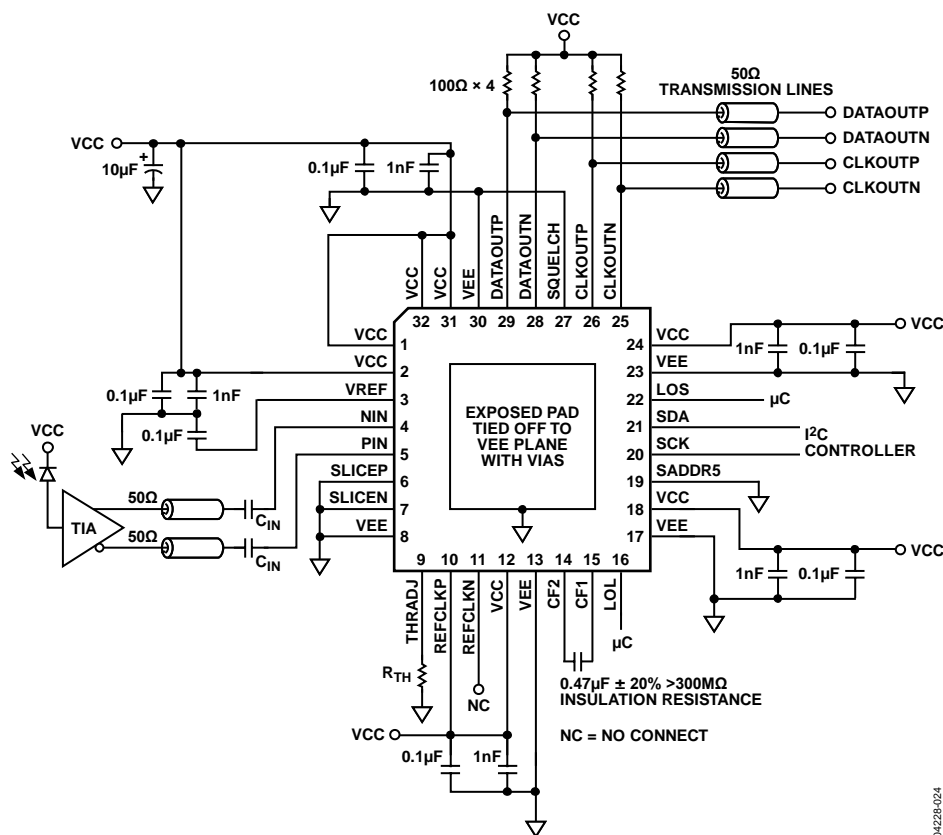 VCC
100Ω × 4
50Ω
TRANSMISSION LINES
DATAOUTP
DATAOUTN
CLKOUTP
CLKOUTN
VCC
10µF
+
0.1µF
1nF
VCC
VCC
VEE
DATAOUTP
DATAOUTN
SQUELCH
CLKOUTP
CLKOUTN
32
31
30
29
28
27
26
25
VCC
1
VCC
2
VREF
3
NIN
4
PIN
5
SLICEP
6
SLICEN
7
VEE
8
0.1µF
1nF
0.1µF
VCC
TIA
50Ω
CIN
50Ω
CIN
EXPOSED PAD
TIED OFF TO
VEE PLANE
WITH VIAS
24
VCC
23
VEE
22
LOS
21
SDA
20
SCK
19
SADDR5
18
VCC
17
VEE
VCC
1nF
0.1µF
µC
I2C
CONTROLLER
VCC
1nF
0.1µF
9
10
11
12
13
14
15
16
THRADJ
REFCLKP
REFCLKN
VCC
VEE
CF2
CF1
LOL
µC
RTH
NC
0.47µF ± 20% >300MΩ
INSULATION RESISTANCE
VCC
0.1µF
1nF
NC = NO CONNECT
04228-024